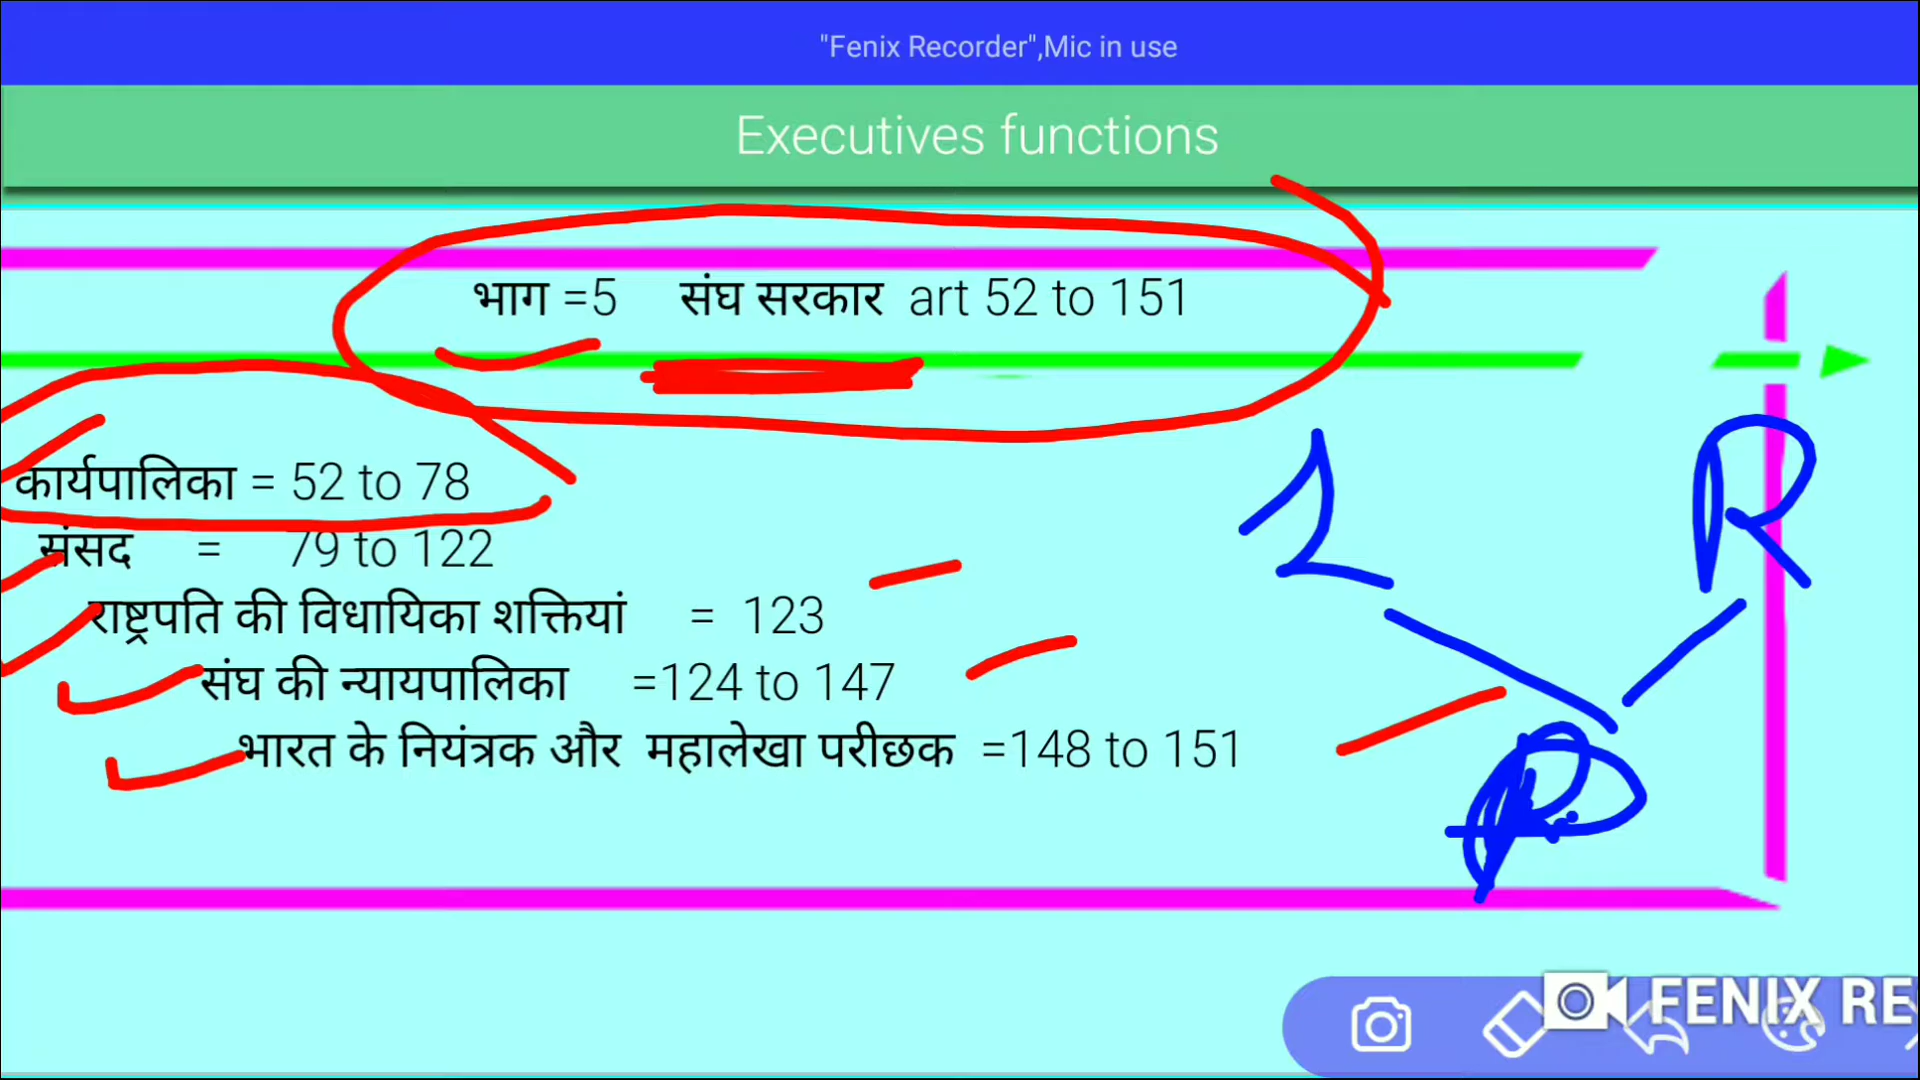 "Fenix Recorder",Mic in use
Executives functions
भाग =5 संघ सरकार art 52 to 151
कार्यपालिका = 52 to 78
संसद = 79 to 122
राष्ट्रपति की विधायिका शक्तियां = 123
संघ की न्यायपालिका =124 to 147
भारत के नियंत्रक और महालेखा परीछक =148 to 151
R
FENIX RE